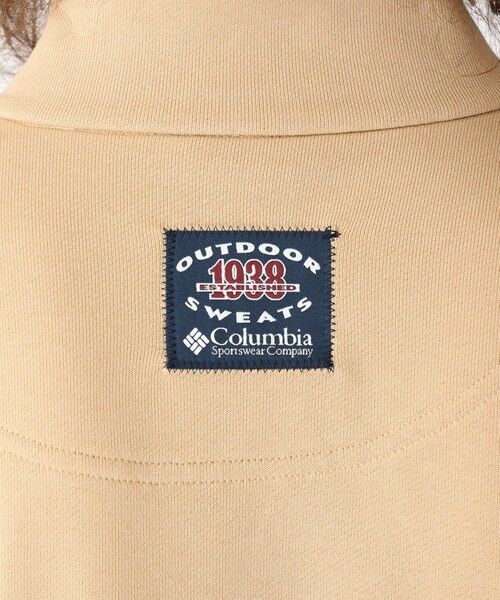 OUTDOOR
1938
ESTABLISHED
SWEATS
Columbia
Sportswear Company